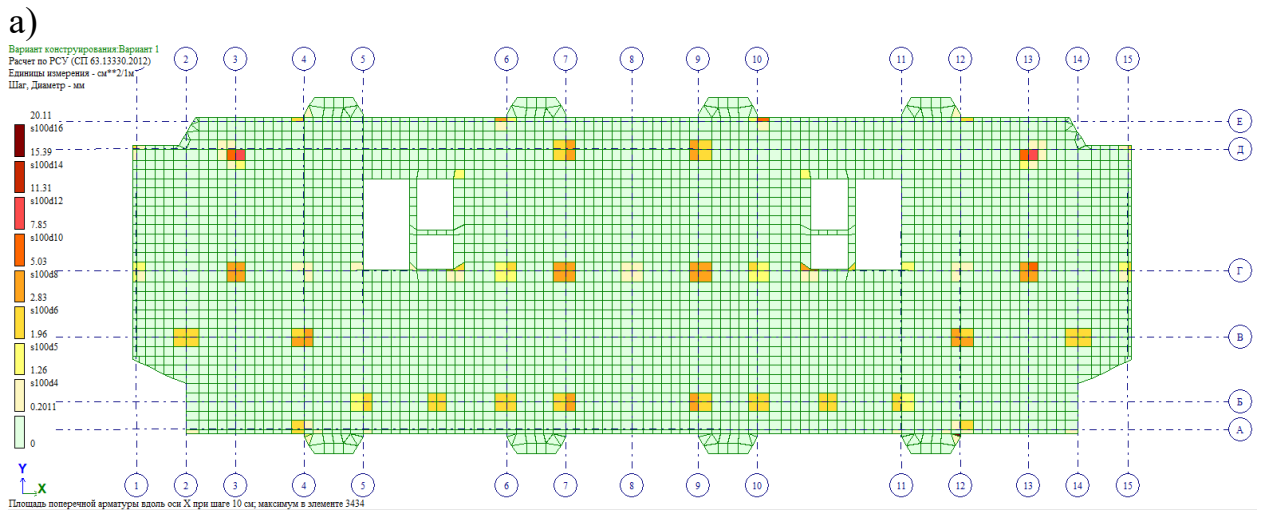 а)
Вариант конструирования:Вариант 1
Расчет по РСУ (СП 63.13330.2012)
Единицы измерения - см**2/1м
Шаг, Диаметр - мм
2 3 4 5 6 7 8 9 10 11 12 13 14 15
20.11
s100d16
15.39
s100d14
11.31
s100d12
7.85
s100d10
5.03
s100d8
2.83
s100d6
1.96
s100d5
1.26
s100d4
0.2011
0
Е
Д
Г
В
Б
А
Y
X
1 2 3 4 5 6 7 8 9 10 11 12 13 14 15
Площадь поперечной арматуры вдоль оси X при шаге 10 см; максимум в элементе 3434